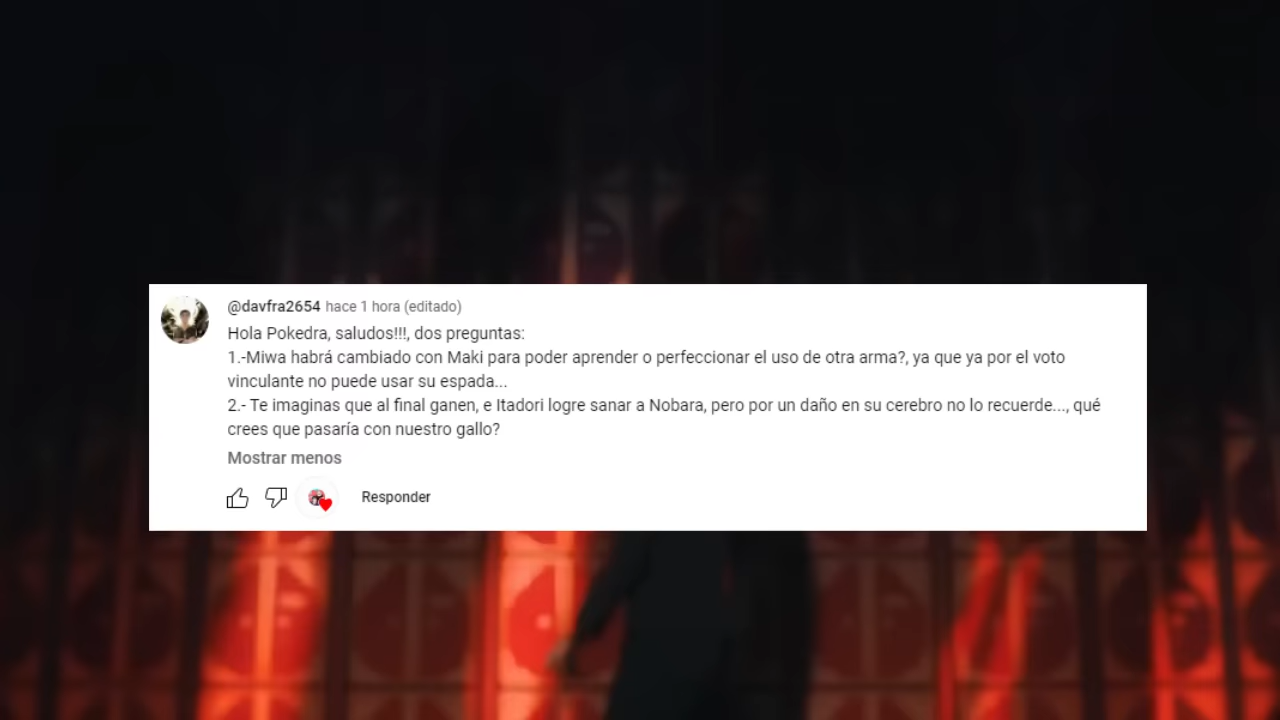 @davfra2654 hace 1 hora (editado)
Hola Pokedra, saludos!!!, dos preguntas:
1.-Miwa habrá cambiado con Maki para poder aprender o perfeccionar el uso de otra arma?, ya que ya por el voto
vinculante no puede usar su espada...
2.- Te imaginas que al final ganen, e Itadori logre sanar a Nobara, pero por un daño en su cerebro no lo recuerde..., qué
crees que pasaría con nuestro gallo?
Mostrar menos
Responder